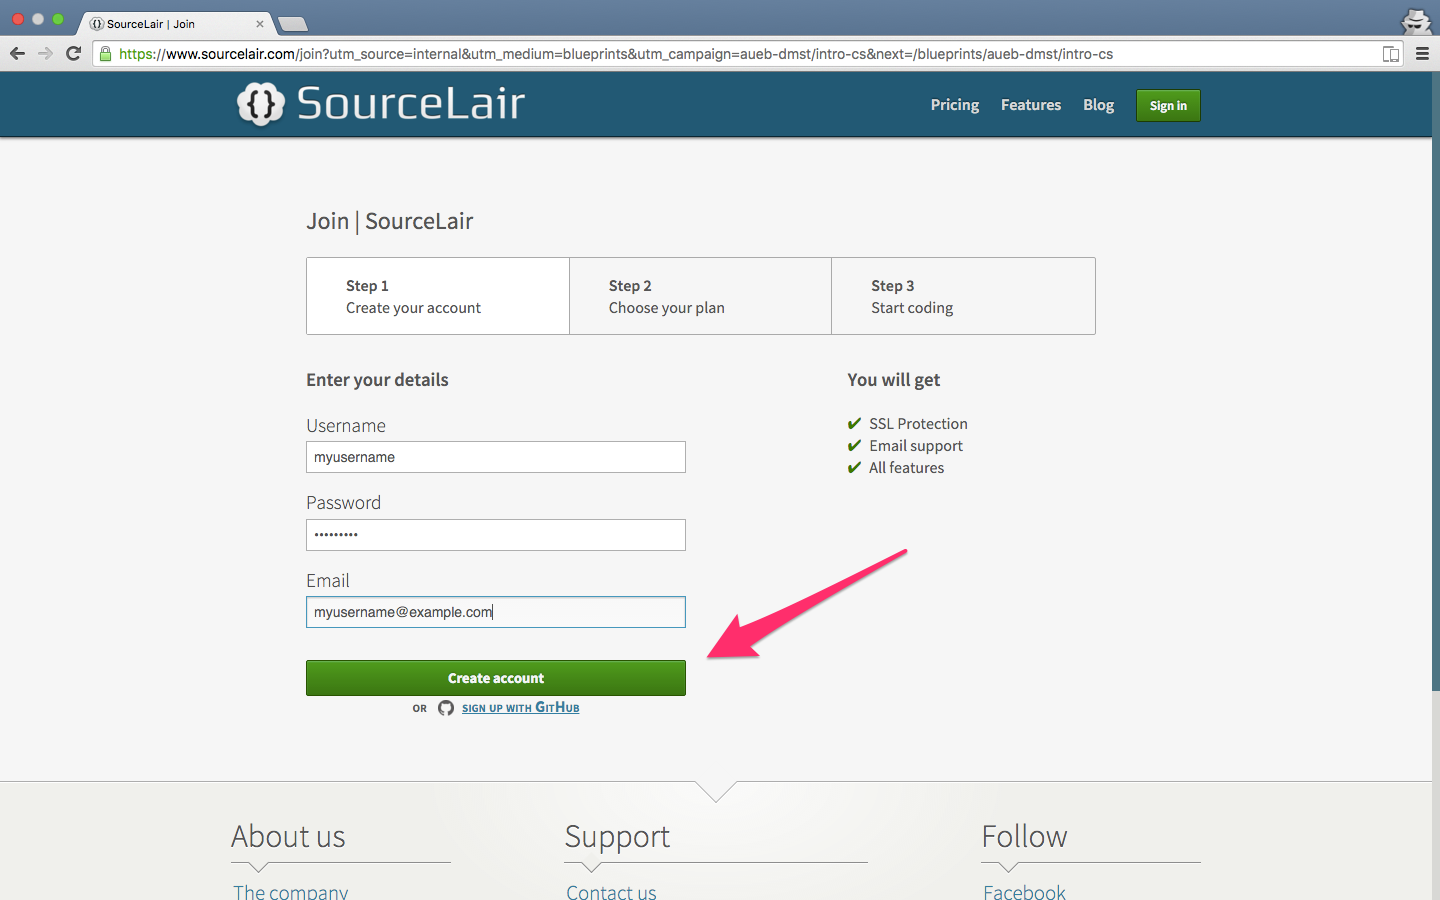 SourceLair | Join
https://www.sourcelair.com/join?utm_source=internal&utm_medium=blueprints&utm_campaign=aueb-dmst/intro-cs&next=/blueprints/aueb-dmst/intro-cs
{} SourceLair
Pricing Features Blog Sign in
Join | SourceLair
Step 1
Create your account
Step 2
Choose your plan
Step 3
Start coding
Enter your details
Username
myusername
Password
•••••••••
Email
myusername@example.com
Create account
OR SIGN UP WITH GITHUB
You will get
✔ SSL Protection
✔ Email support
✔ All features
About us
The company
Support
Contact us
Follow
Facebook